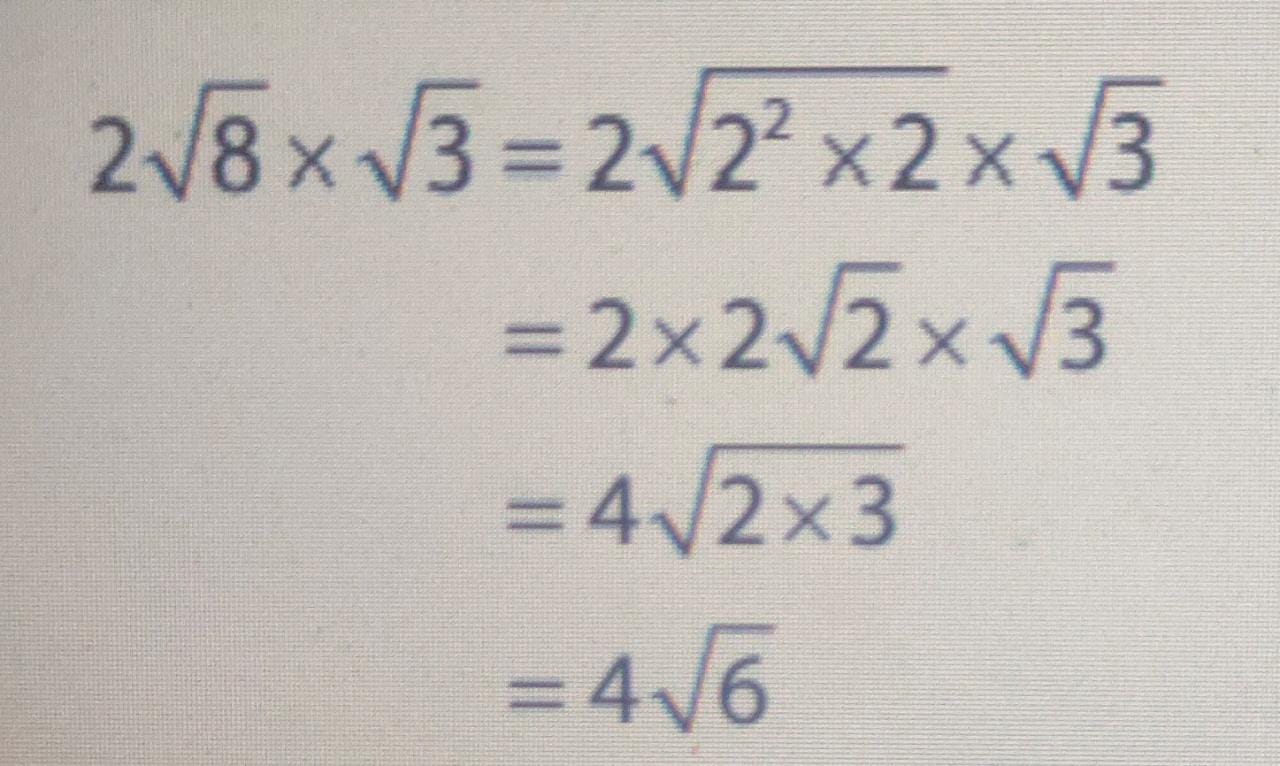 2√8 × √3 = 2√(2² × 2) × √3
= 2 × 2√2 × √3
= 4√(2 × 3)
= 4√6